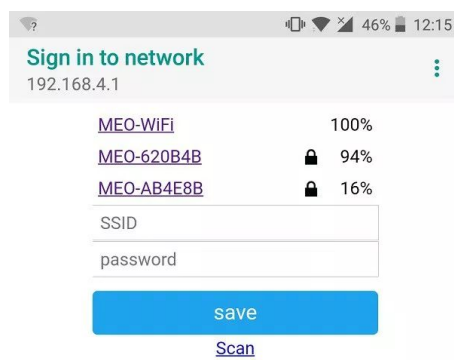 46% 12:15
Sign in to network
192.168.4.1
MEO-WiFi 100%
MEO-620B4B 94%
MEO-AB4E8B 16%
SSID
password
save
Scan